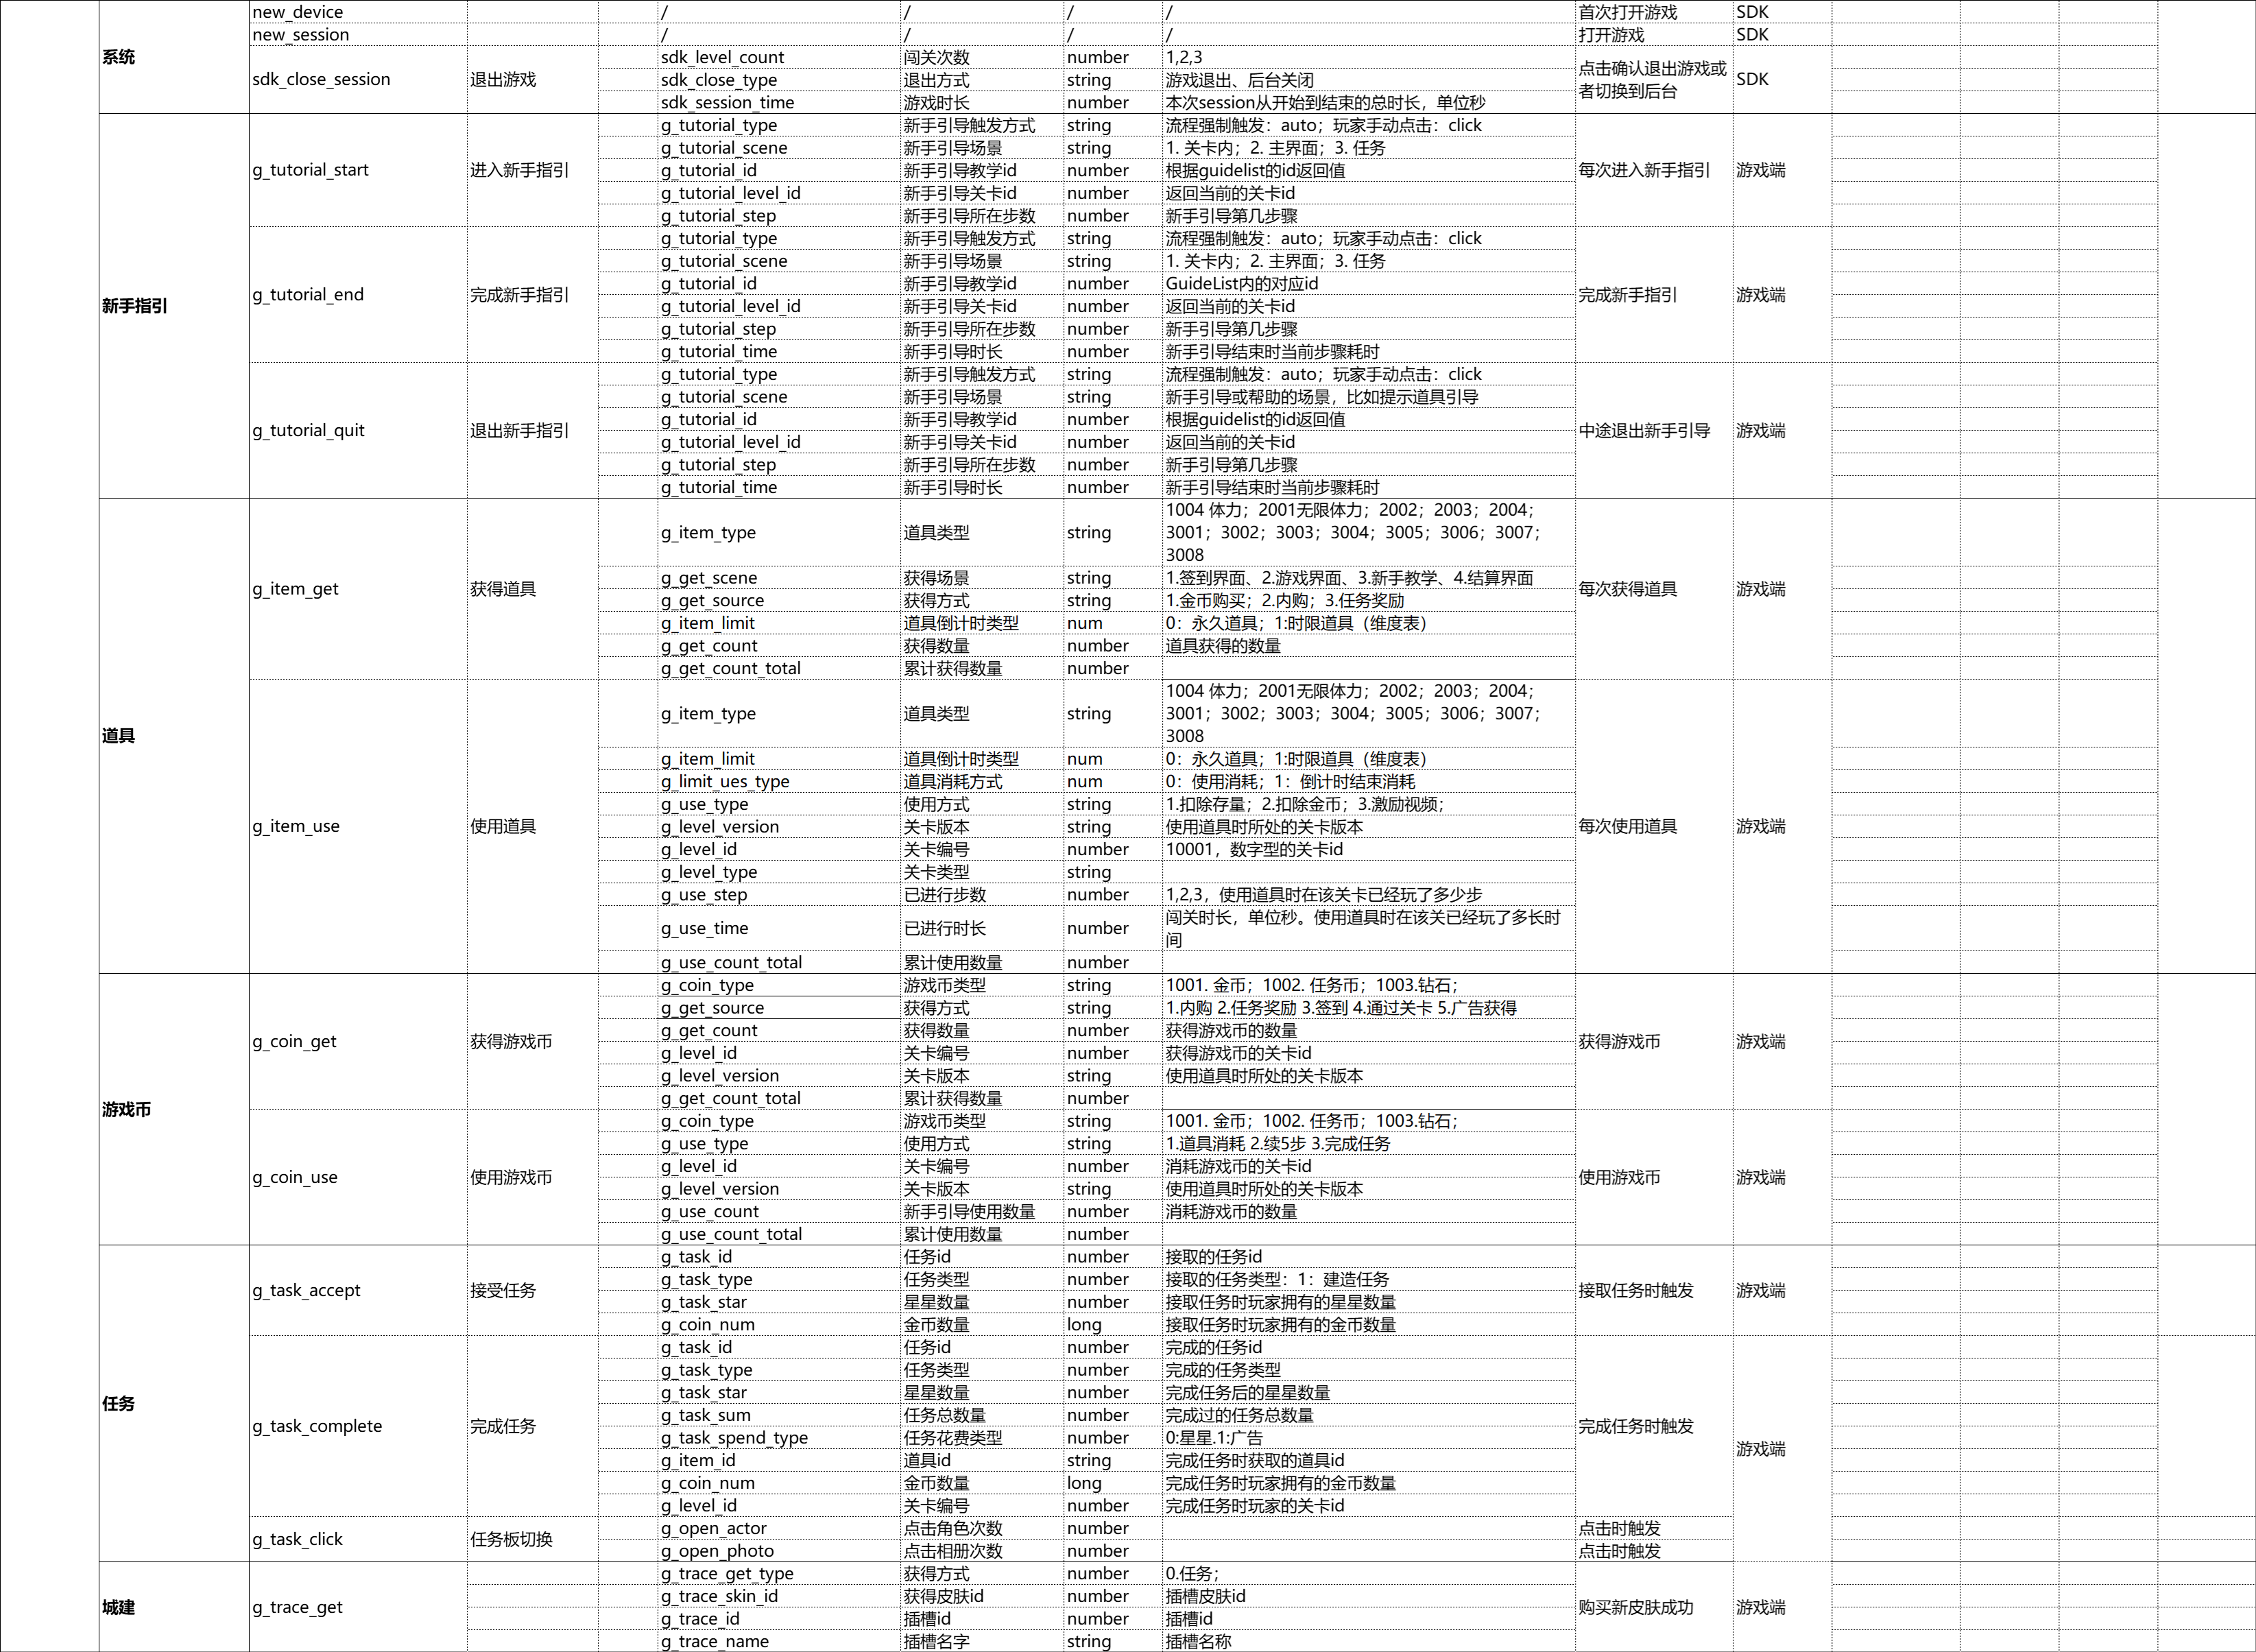 系统
new_device / / / / 首次打开游戏 SDK
new_session / / / / 打开游戏 SDK
sdk_close_session 退出游戏 点击确认退出游戏或者切换到后台 SDK
sdk_level_count 闯关次数 number 1,2,3
sdk_close_type 退出方式 string 游戏退出、后台关闭
sdk_session_time 游戏时长 number 本次session从开始到结束的总时长，单位秒
新手指引
g_tutorial_start 进入新手指引 每次进入新手指引 游戏端
g_tutorial_type 新手引导触发方式 string 流程强制触发：auto；玩家手动点击：click
g_tutorial_scene 新手引导场景 string 1. 关卡内；2. 主界面；3. 任务
g_tutorial_id 新手引导教学id number 根据guidelist的id返回值
g_tutorial_level_id 新手引导关卡id number 返回当前的关卡id
g_tutorial_step 新手引导所在步数 number 新手引导第几步骤
g_tutorial_end 完成新手指引 完成新手指引 游戏端
g_tutorial_type 新手引导触发方式 string 流程强制触发：auto；玩家手动点击：click
g_tutorial_scene 新手引导场景 string 1. 关卡内；2. 主界面；3. 任务
g_tutorial_id 新手引导教学id number GuideList内的对应id
g_tutorial_level_id 新手引导关卡id number 返回当前的关卡id
g_tutorial_step 新手引导所在步数 number 新手引导第几步骤
g_tutorial_time 新手引导时长 number 新手引导结束时当前步骤耗时
g_tutorial_quit 退出新手指引 中途退出新手引导 游戏端
g_tutorial_type 新手引导触发方式 string 流程强制触发：auto；玩家手动点击：click
g_tutorial_scene 新手引导场景 string 新手引导或帮助的场景，比如提示道具引导
g_tutorial_id 新手引导教学id number 根据guidelist的id返回值
g_tutorial_level_id 新手引导关卡id number 返回当前的关卡id
g_tutorial_step 新手引导所在步数 number 新手引导第几步骤
g_tutorial_time 新手引导时长 number 新手引导结束时当前步骤耗时
道具
g_item_get 获得道具 每次获得道具 游戏端
g_item_type 道具类型 string 1004 体力；2001无限体力；2002；2003；2004；
3001；3002；3003；3004；3005；3006；3007；
3008
g_get_scene 获得场景 string 1.签到界面、2.游戏界面、3.新手教学、4.结算界面
g_get_source 获得方式 string 1.金币购买；2.内购；3.任务奖励
g_item_limit 道具倒计时类型 num 0：永久道具；1:时限道具（维度表）
g_get_count 获得数量 number 道具获得的数量
g_get_count_total 累计获得数量 number
g_item_use 使用道具 每次使用道具 游戏端
g_item_type 道具类型 string 1004 体力；2001无限体力；2002；2003；2004；
3001；3002；3003；3004；3005；3006；3007；
3008
g_item_limit 道具倒计时类型 num 0：永久道具；1:时限道具（维度表）
g_limit_ues_type 道具消耗方式 num 0：使用消耗；1：倒计时结束消耗
g_use_type 使用方式 string 1.扣除存量；2.扣除金币；3.激励视频；
g_level_version 关卡版本 string 使用道具时所处的关卡版本
g_level_id 关卡编号 number 10001，数字型的关卡id
g_level_type 关卡类型 string
g_use_step 已进行步数 number 1,2,3，使用道具时在该关卡已经玩了多少步
g_use_time 已进行时长 number 闯关时长，单位秒。使用道具时在该关已经玩了多长时
间
g_use_count_total 累计使用数量 number
游戏币
g_coin_get 获得游戏币 获得游戏币 游戏端
g_coin_type 游戏币类型 string 1001. 金币；1002. 任务币；1003.钻石；
g_get_source 获得方式 string 1.内购 2.任务奖励 3.签到 4.通过关卡 5.广告获得
g_get_count 获得数量 number 获得游戏币的数量
g_level_id 关卡编号 number 获得游戏币的关卡id
g_level_version 关卡版本 string 使用道具时所处的关卡版本
g_get_count_total 累计获得数量 number
g_coin_use 使用游戏币 使用游戏币 游戏端
g_coin_type 游戏币类型 string 1001. 金币；1002. 任务币；1003.钻石；
g_use_type 使用方式 string 1.道具消耗 2.续5步 3.完成任务
g_level_id 关卡编号 number 消耗游戏币的关卡id
g_level_version 关卡版本 string 使用道具时所处的关卡版本
g_use_count 新手引导使用数量 number 消耗游戏币的数量
g_use_count_total 累计使用数量 number
任务
g_task_accept 接受任务 接取任务时触发 游戏端
g_task_id 任务id number 接取的任务id
g_task_type 任务类型 number 接取的任务类型：1：建造任务
g_task_star 星星数量 number 接取任务时玩家拥有的星星数量
g_coin_num 金币数量 long 接取任务时玩家拥有的金币数量
g_task_complete 完成任务 完成任务时触发 游戏端
g_task_id 任务id number 完成的任务id
g_task_type 任务类型 number 完成的任务类型
g_task_star 星星数量 number 完成任务后的星星数量
g_task_sum 任务总数量 number 完成过的任务总数量
g_task_spend_type 任务花费类型 number 0:星星.1:广告
g_item_id 道具id string 完成任务时获取的道具id
g_coin_num 金币数量 long 完成任务时玩家拥有的金币数量
g_level_id 关卡编号 number 完成任务时玩家的关卡id
g_task_click 任务板切换
g_open_actor 点击角色次数 number 点击时触发
g_open_photo 点击相册次数 number 点击时触发
城建
g_trace_get 购买新皮肤成功 游戏端
g_trace_get_type 获得方式 number 0.任务；
g_trace_skin_id 获得皮肤id number 插槽皮肤id
g_trace_id 插槽id number 插槽id
g_trace_name 插槽名字 string 插槽名称